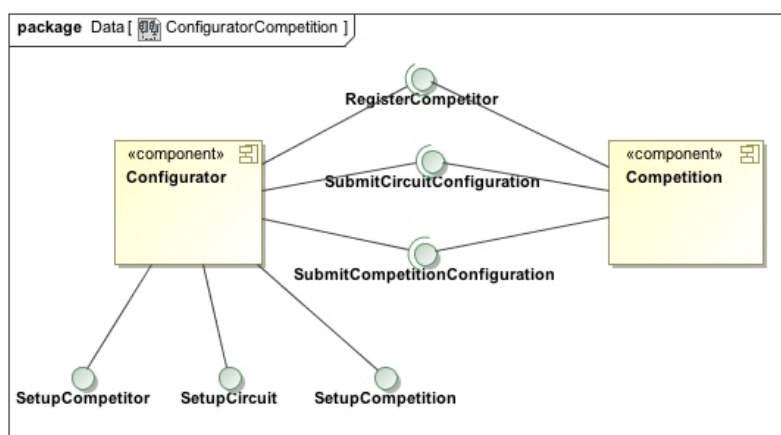 package Data [ ConfiguratorCompetition ]
RegisterCompetitor
«component»
Configurator
«component»
Competition
SubmitCircuitConfiguration
SubmitCompetitionConfiguration
SetupCompetitor
SetupCircuit
SetupCompetition